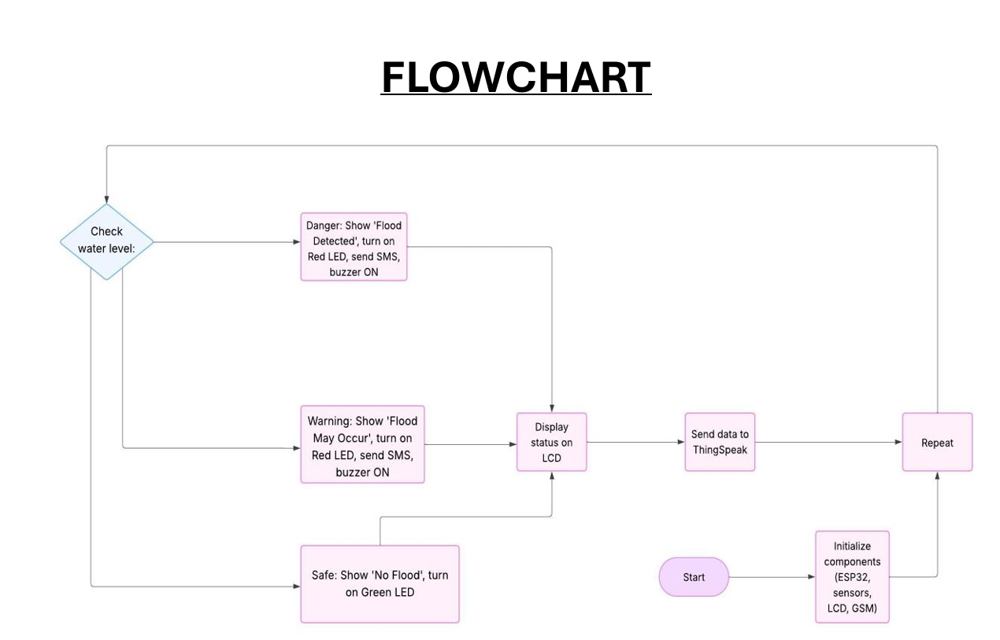 FLOWCHART
Check
water level:
Danger: Show 'Flood
Detected', turn on
Red LED, send SMS,
buzzer ON
Warning: Show 'Flood
May Occur', turn on
Red LED, send SMS,
buzzer ON
Display
status on
LCD
Send data to
ThingSpeak
Repeat
Safe: Show 'No Flood', turn
on Green LED
Start
Initialize
components
(ESP32,
sensors,
LCD, GSM)